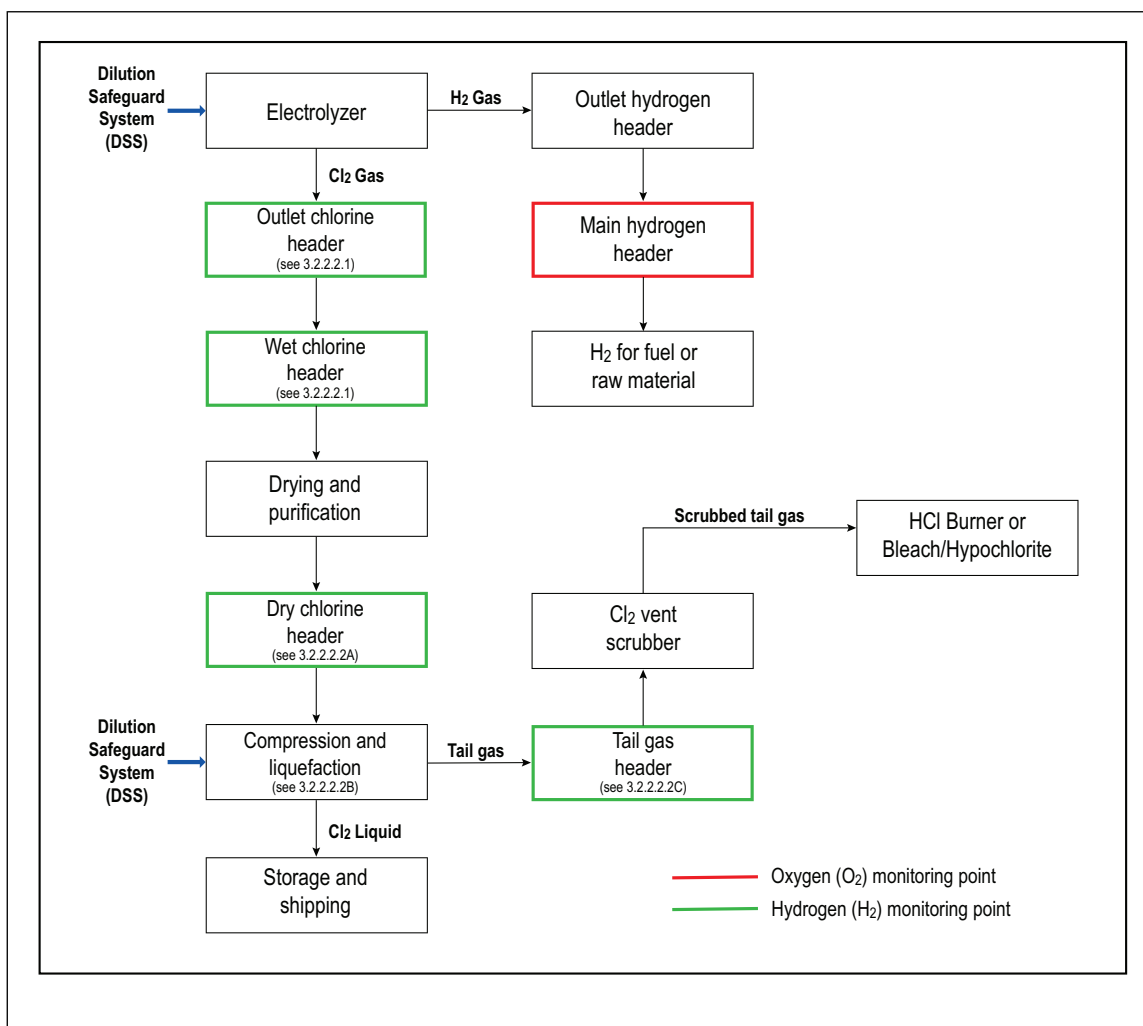 Dilution
Safeguard
System
(DSS)
Electrolyzer
H₂ Gas
Outlet hydrogen
header
Cl₂ Gas
Outlet chlorine
header
(see 3.2.2.2.1)
Main hydrogen
header
Wet chlorine
header
(see 3.2.2.2.1)
H₂ for fuel or
raw material
Drying and
purification
Scrubbed tail gas
HCl Burner or
Bleach/Hypochlorite
Dry chlorine
header
(see 3.2.2.2.2A)
Cl₂ vent
scrubber
Dilution
Safeguard
System
(DSS)
Compression and
liquefaction
(see 3.2.2.2.2B)
Tail gas
Tail gas
header
(see 3.2.2.2.2C)
Cl₂ Liquid
Storage and
shipping
Oxygen (O₂) monitoring point
Hydrogen (H₂) monitoring point